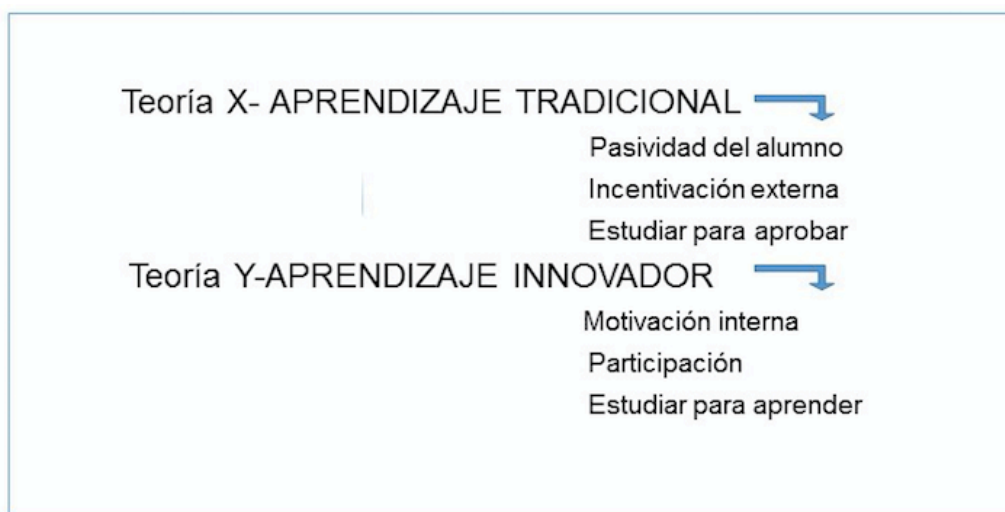 Teoría X- APRENDIZAJE TRADICIONAL
Pasividad del alumno
Incentivación externa
Estudiar para aprobar
Teoría Y-APRENDIZAJE INNOVADOR
Motivación interna
Participación
Estudiar para aprender